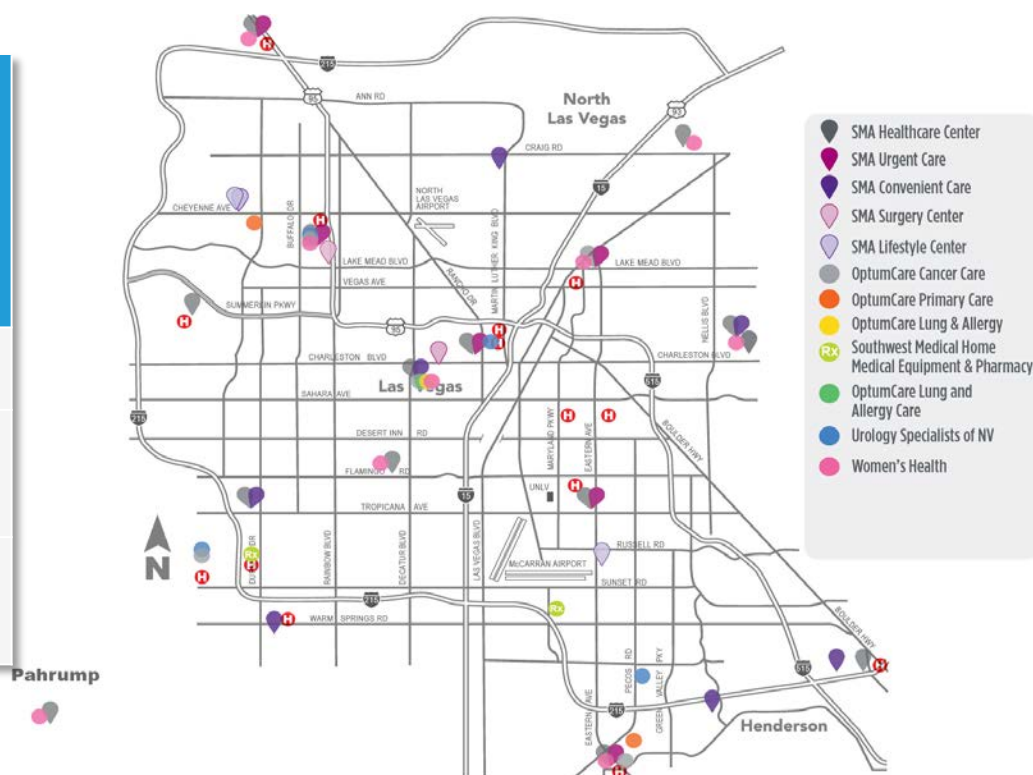 ANN RD
North
Las Vegas
CRAIG RD
NORTH
LAS VEGAS
AIRPORT
CHEYENNE AVE
BUFFALO DR
MARTIN LUTHER KING BLVD
LAKE MEAD BLVD
LAKE MEAD BLVD
VEGAS AVE
RANCHO DR
SUMMERLIN PKWY
NELLIS BLVD
CHARLESTON BLVD
CHARLESTON BLVD
Las Vegas
SAHARA AVE
DESERT INN RD
MARYLAND PKWY
EASTERN AVE
BOULDER HWY
FLAMINGO RD
UNLV
TROPICANA AVE
N
DR
RAINBOW BLVD
DECATUR BLVD
LAS VEGAS BLVD
RUSSELL RD
McCARRAN AIRPORT
SUNSET RD
WARM SPRINGS RD
BOULDER HWY
Pahrump
EASTERN AVE
PECOS RD
GREEN VALLEY PKY
Henderson
215
95
93
15
95
515
215
15
215
515
215
H
H
H
H
H
H
H
H
H
H
H
H
H
H
Rx
Rx
SMA Healthcare Center
SMA Urgent Care
SMA Convenient Care
SMA Surgery Center
SMA Lifestyle Center
OptumCare Cancer Care
OptumCare Primary Care
OptumCare Lung & Allergy
Rx Southwest Medical Home
Medical Equipment & Pharmacy
OptumCare Lung and
Allergy Care
Urology Specialists of NV
Women's Health